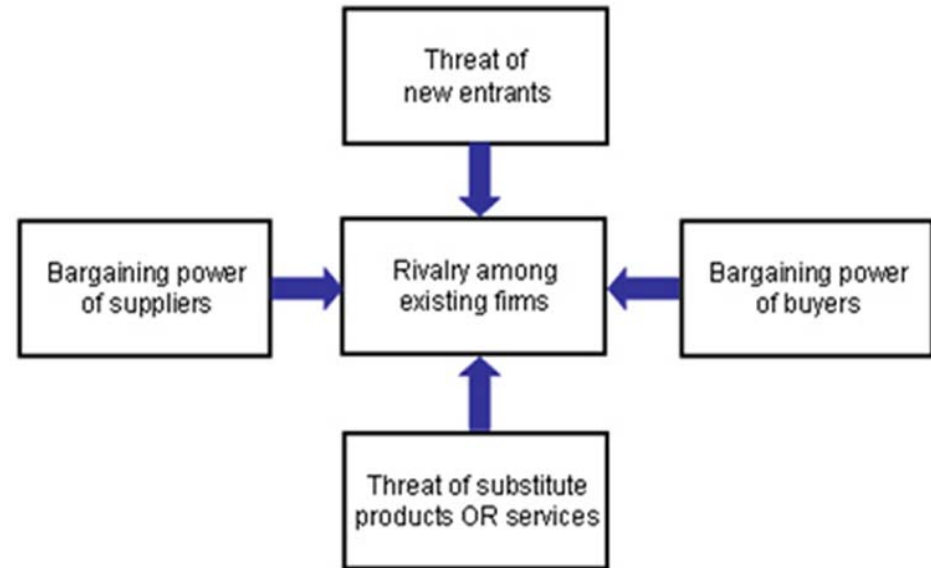 Threat of
new entrants
Bargaining power
of suppliers
Rivalry among
existing firms
Bargaining power
of buyers
Threat of substitute
products OR services